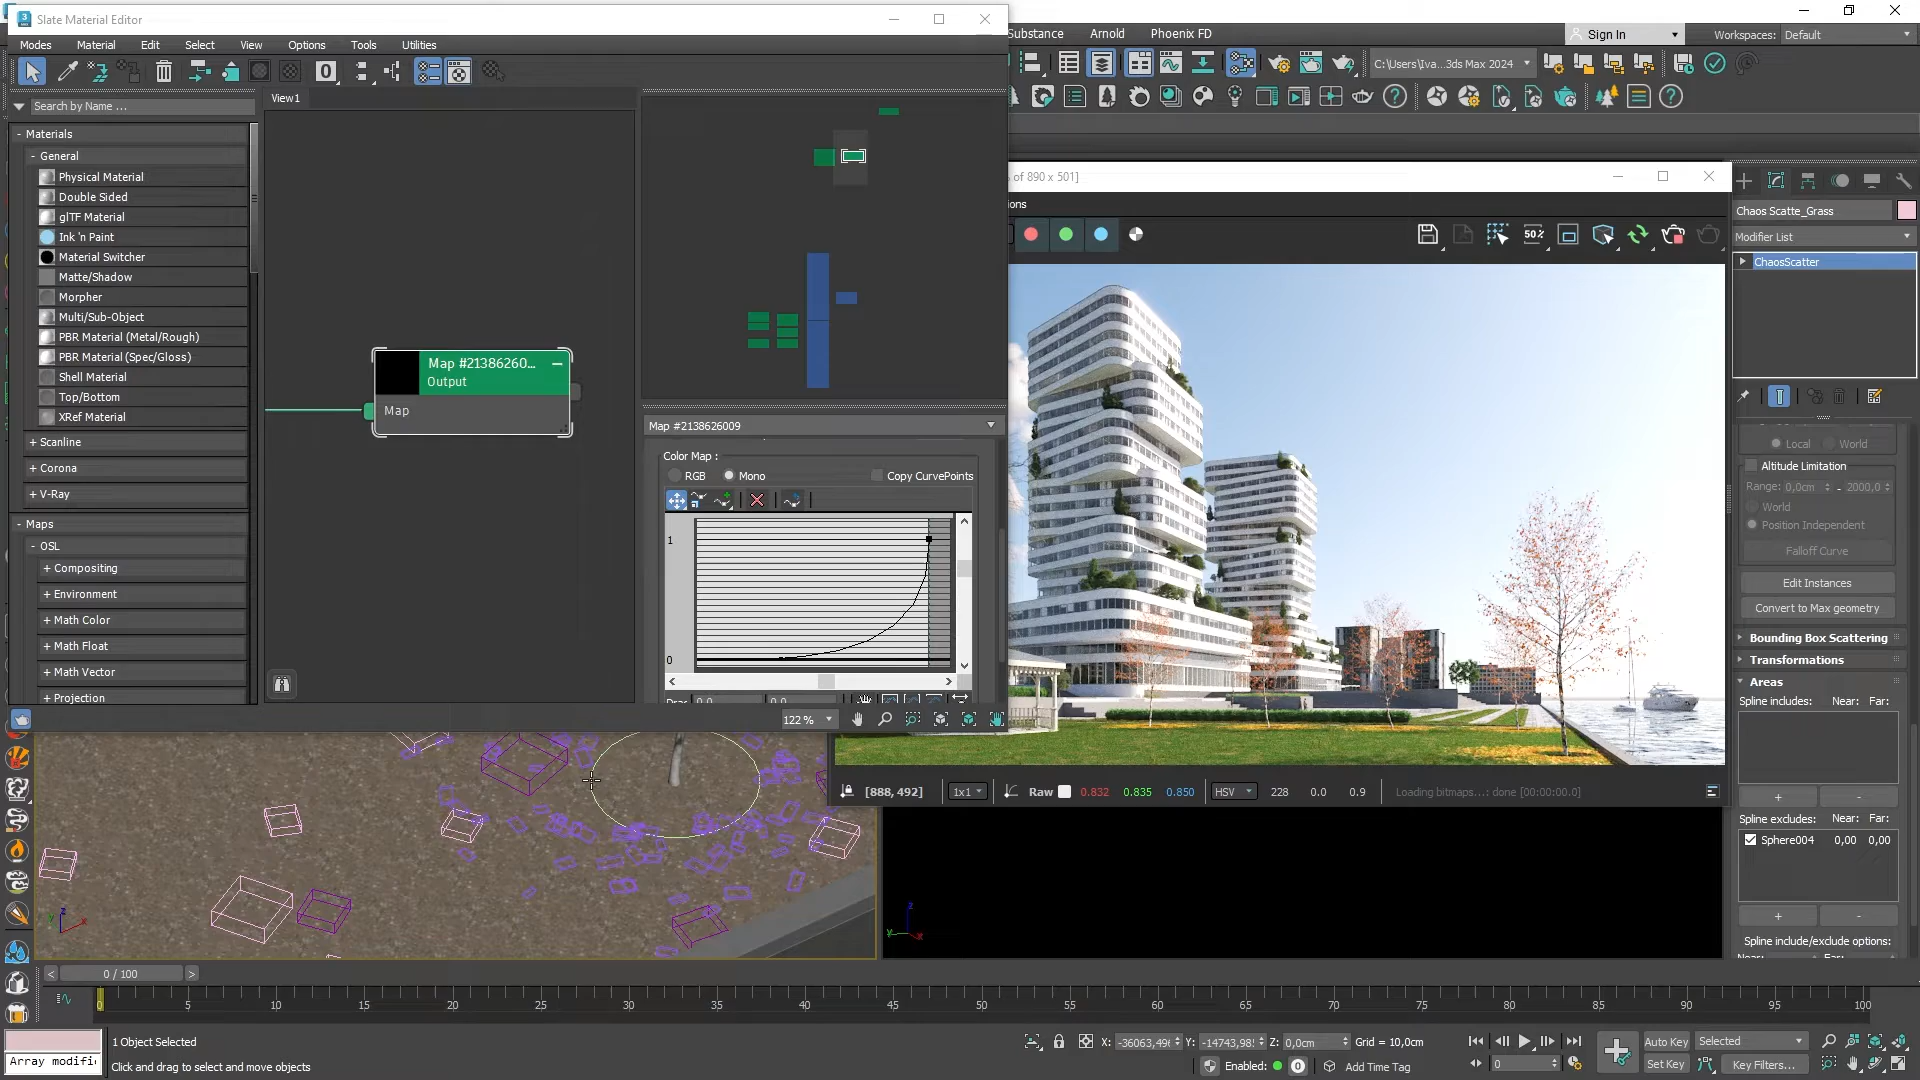 Slate Material Editor
Modes Material Edit Select View Options Tools Utilities
Substance Arnold Phoenix FD
Sign In
Workspaces: Default
C:\Users\Iva...3ds Max 2024
Search by Name ...
View1
- Materials
- General
Physical Material
Double Sided
glTF Material
Ink 'n Paint
Material Switcher
Matte/Shadow
Morpher
Multi/Sub-Object
PBR Material (Metal/Rough)
PBR Material (Spec/Gloss)
Shell Material
Top/Bottom
XRef Material
+ Scanline
+ Corona
+ V-Ray
- Maps
- OSL
+ Compositing
+ Environment
+ Math Color
+ Math Float
+ Math Vector
+ Projection
Map #21386260...
Output
Map
Map #2138626009
Color Map :
RGB Mono Copy CurvePoints
1
0
0,0 0,0
122 %
% of 890 x 501]
50%
[888, 492] 1x1 Raw 0.832 0.835 0.850 HSV 228 0.0 0.9 Loading bitmaps...: done [00:00:00.0]
Chaos Scatte_Grass
Modifier List
ChaosScatter
Local World
Altitude Limitation
Range: 0,0cm - 2000,0
World
Position Independent
Falloff Curve
Edit Instances
Convert to Max geometry
Bounding Box Scattering
Transformations
Areas
Spline includes: Near: Far:
+ -
Spline excludes: Near: Far:
Sphere004 0,00 0,00
+ -
Spline include/exclude options:
Near: Far:
z x
z y x
< 0 / 100 >
0 5 10 15 20 25 30 35 40 45 50 55 60 65 70 75 80 85 90 95 100
1 Object Selected
Array modifi
Click and drag to select and move objects
X: -36063,496 Y: -14743,985 Z: 0,0cm Grid = 10,0cm
Enabled: 0 Add Time Tag
0
Auto Key Selected
Set Key Key Filters...